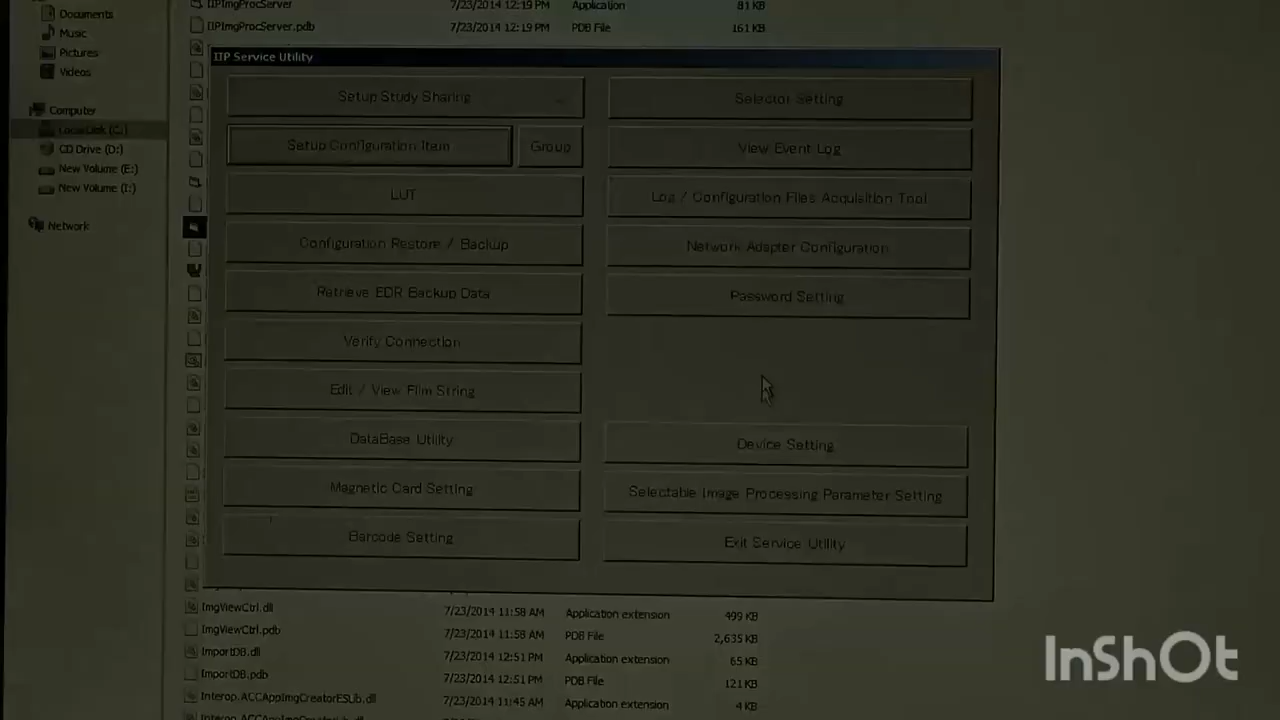 IIPImgProcServer 7/23/2014 12:19 PM Application 81 KB
Documents
IIPImgProcServer.pdb 7/23/2014 12:19 PM PDB File 161 KB
Music
Pictures
Videos
Computer
Local Disk (C:)
CD Drive (D:)
New Volume (E:)
New Volume (I:)
Network
IIP Service Utility
Setup Study Sharing
Selector Setting
Setup Configuration Item
Group
View Event Log
LUT
Log / Configuration Files Acquisition Tool
Configuration Restore / Backup
Network Adapter Configuration
Retrieve EDR Backup Data
Password Setting
Verify Connection
Edit / View Film String
DataBase Utility
Device Setting
Magnetic Card Setting
Selectable Image Processing Parameter Setting
Barcode Setting
Exit Service Utility
ImgViewCtrl.dll 7/23/2014 11:58 AM Application extension 499 KB
ImgViewCtrl.pdb 7/23/2014 11:58 AM PDB File 2,635 KB
ImportDB.dll 7/23/2014 12:51 PM Application extension 65 KB
ImportDB.pdb 7/23/2014 12:51 PM PDB File 121 KB
Interop.ACCAppImgCreatorESLib.dll 7/23/2014 11:45 AM Application extension 4 KB
InShOt